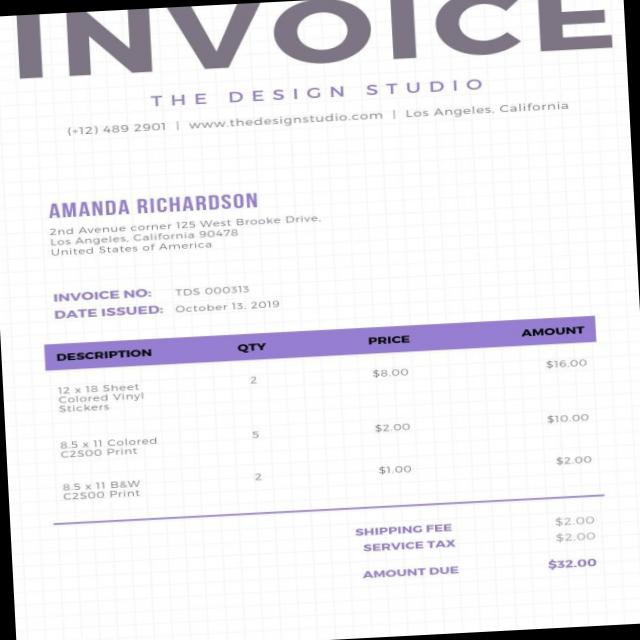 INVOICE
THE DESIGN STUDIO
(+12) 489 2901 | www.thedesignstudio.com | Los Angeles, California
AMANDA RICHARDSON
2nd Avenue corner 125 West Brooke Drive,
Los Angeles, California 90478
United States of America
INVOICE NO: TDS 000313
DATE ISSUED: October 13, 2019
DESCRIPTION QTY PRICE AMOUNT
12 x 18 Sheet 2 $8.00 $16.00
Colored Vinyl
Stickers
8.5 x 11 Colored 5 $2.00 $10.00
C2S00 Print
8.5 x 11 B&W 2 $1.00 $2.00
C2S00 Print
SHIPPING FEE $2.00
SERVICE TAX $2.00
AMOUNT DUE $32.00